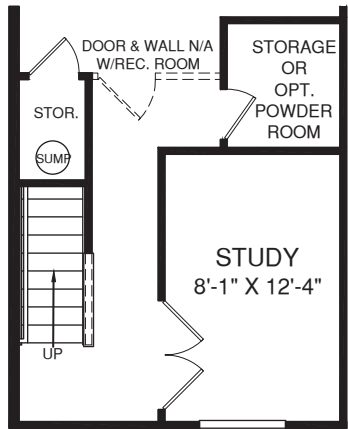 DOOR & WALL N/A
W/REC. ROOM
STORAGE
OR
OPT.
POWDER
ROOM
STOR.
SUMP
STUDY
8'-1" X 12'-4"
UP